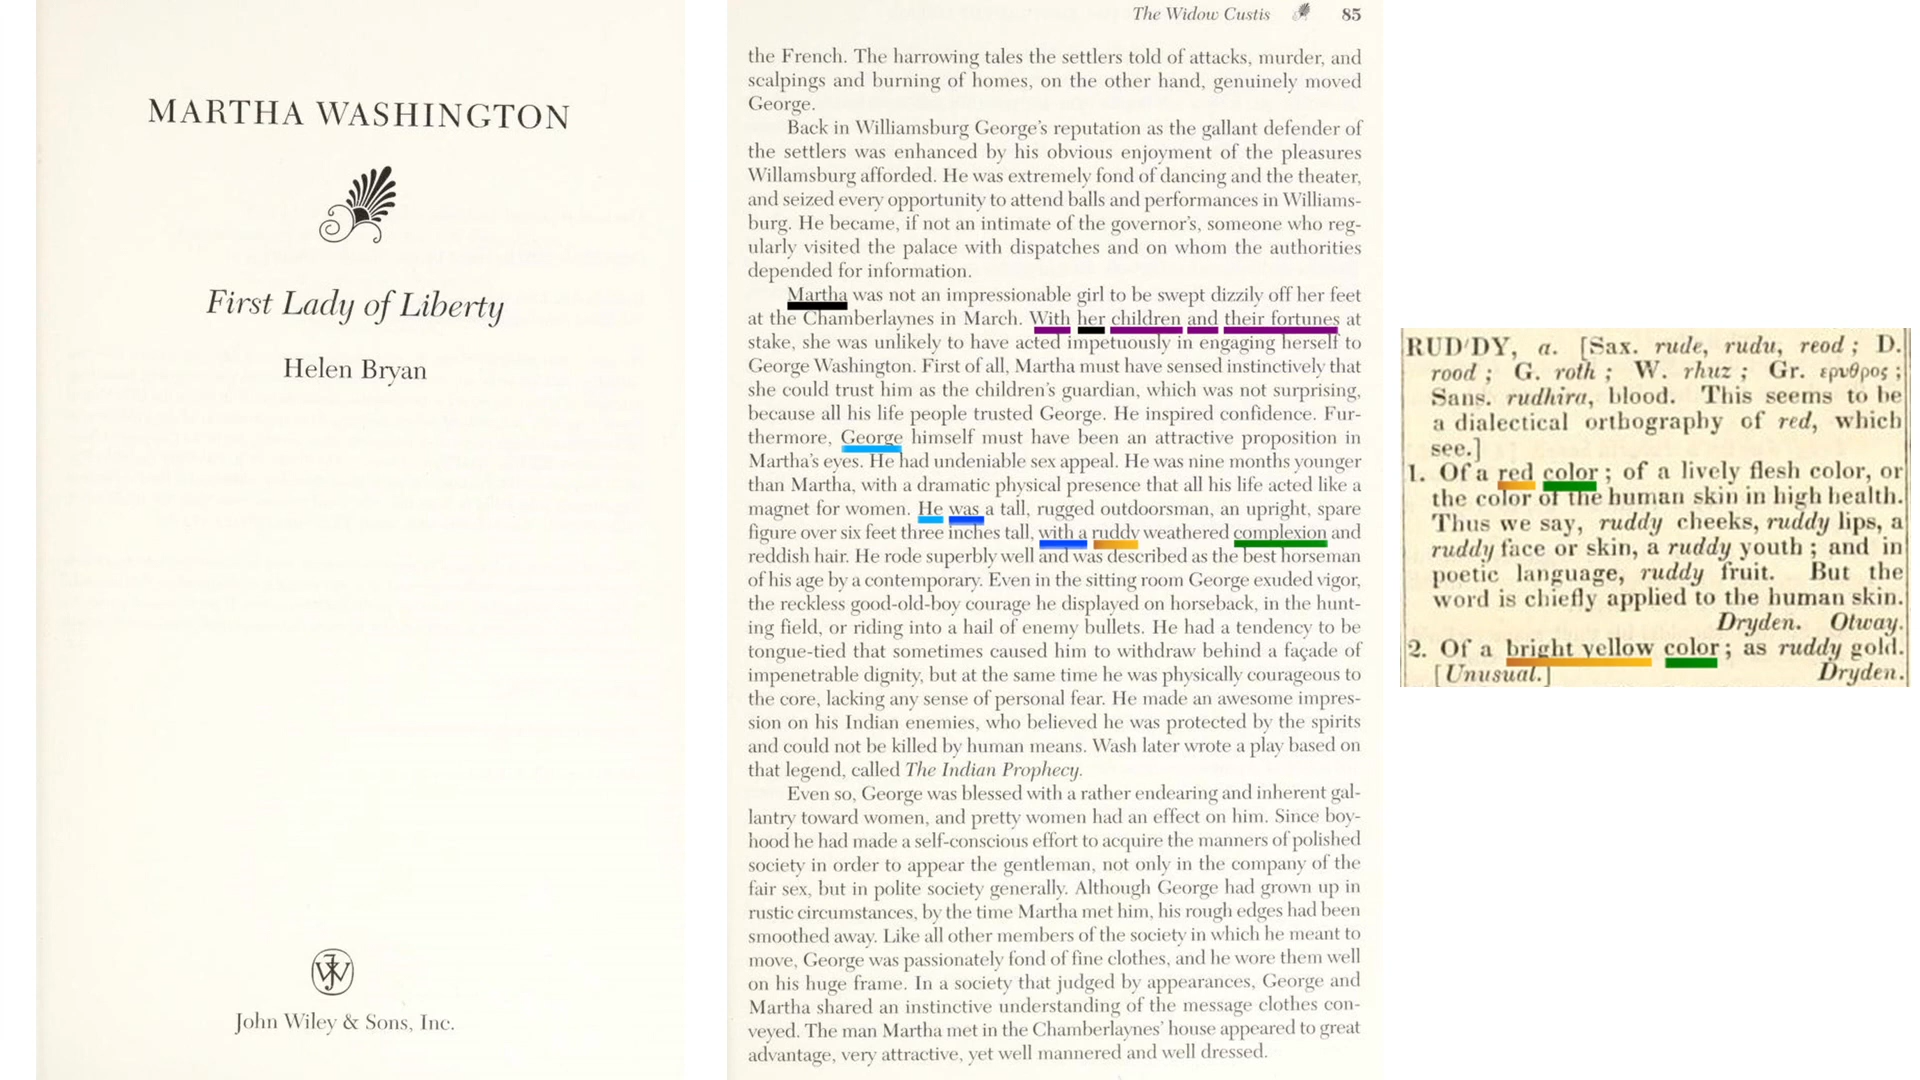 MARTHA WASHINGTON
First Lady of Liberty
Helen Bryan
John Wiley & Sons, Inc.
The Widow Custis 85
the French. The harrowing tales the settlers told of attacks, murder, and
scalpings and burning of homes, on the other hand, genuinely moved
George.
Back in Williamsburg George's reputation as the gallant defender of
the settlers was enhanced by his obvious enjoyment of the pleasures
Willamsburg afforded. He was extremely fond of dancing and the theater,
and seized every opportunity to attend balls and performances in Williams-
burg. He became, if not an intimate of the governor's, someone who reg-
ularly visited the palace with dispatches and on whom the authorities
depended for information.
Martha was not an impressionable girl to be swept dizzily off her feet
at the Chamberlaynes in March. With her children and their fortunes at
stake, she was unlikely to have acted impetuously in engaging herself to
George Washington. First of all, Martha must have sensed instinctively that
she could trust him as the children's guardian, which was not surprising,
because all his life people trusted George. He inspired confidence. Fur-
thermore, George himself must have been an attractive proposition in
Martha's eyes. He had undeniable sex appeal. He was nine months younger
than Martha, with a dramatic physical presence that all his life acted like a
magnet for women. He was a tall, rugged outdoorsman, an upright, spare
figure over six feet three inches tall, with a ruddy weathered complexion and
reddish hair. He rode superbly well and was described as the best horseman
of his age by a contemporary. Even in the sitting room George exuded vigor,
the reckless good-old-boy courage he displayed on horseback, in the hunt-
ing field, or riding into a hail of enemy bullets. He had a tendency to be
tongue-tied that sometimes caused him to withdraw behind a façade of
impenetrable dignity, but at the same time he was physically courageous to
the core, lacking any sense of personal fear. He made an awesome impres-
sion on his Indian enemies, who believed he was protected by the spirits
and could not be killed by human means. Wash later wrote a play based on
that legend, called The Indian Prophecy.
Even so, George was blessed with a rather endearing and inherent gal-
lantry toward women, and pretty women had an effect on him. Since boy-
hood he had made a self-conscious effort to acquire the manners of polished
society in order to appear the gentleman, not only in the company of the
fair sex, but in polite society generally. Although George had grown up in
rustic circumstances, by the time Martha met him, his rough edges had been
smoothed away. Like all other members of the society in which he meant to
move, George was passionately fond of fine clothes, and he wore them well
on his huge frame. In a society that judged by appearances, George and
Martha shared an instinctive understanding of the message clothes con-
veyed. The man Martha met in the Chamberlaynes' house appeared to great
advantage, very attractive, yet well mannered and well dressed.
RUD'DY, a. [Sax. rude, rudu, reod; D.
rood; G. roth; W. rhuz; Gr. ερυθρος;
Sans. rudhira, blood. This seems to be
a dialectical orthography of red, which
see.]
1. Of a red color; of a lively flesh color, or
the color of the human skin in high health.
Thus we say, ruddy cheeks, ruddy lips, a
ruddy face or skin, a ruddy youth; and in
poetic language, ruddy fruit. But the
word is chiefly applied to the human skin.
Dryden. Otway.
2. Of a bright yellow color; as ruddy gold.
[Unusual.] Dryden.